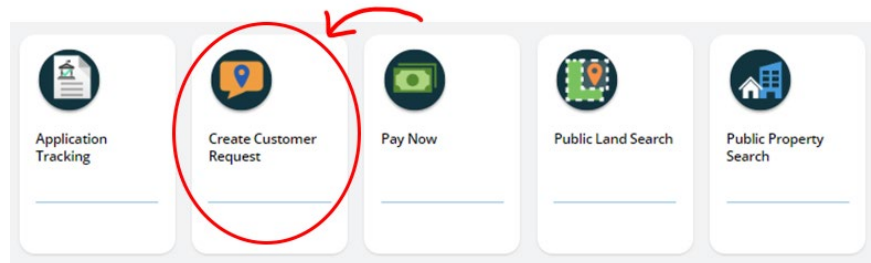 Application
Tracking
Create Customer
Request
Pay Now
Public Land Search
Public Property
Search